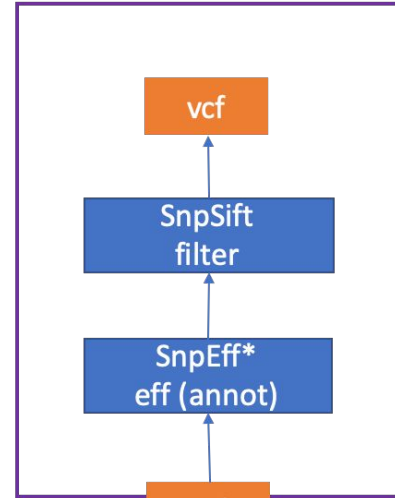 vcf
SnpSift
filter
SnpEff*
eff (annot)